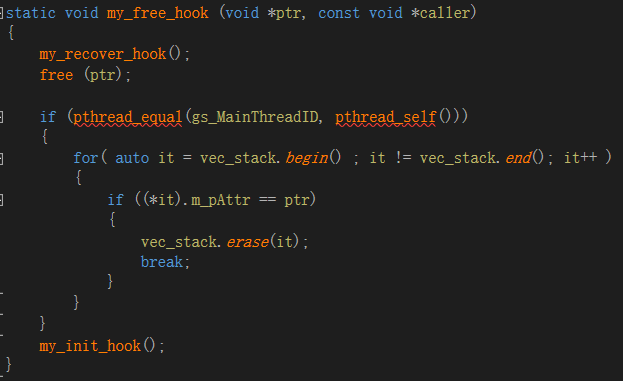 static void my_free_hook (void *ptr, const void *caller)
{
    my_recover_hook();
    free (ptr);
    if (pthread_equal(gs_MainThreadID, pthread_self()))
    {
        for( auto it = vec_stack.begin() ; it != vec_stack.end(); it++ )
        {
            if ((*it).m_pAttr == ptr)
            {
                vec_stack.erase(it);
                break;
            }
        }
    }
    my_init_hook();
}